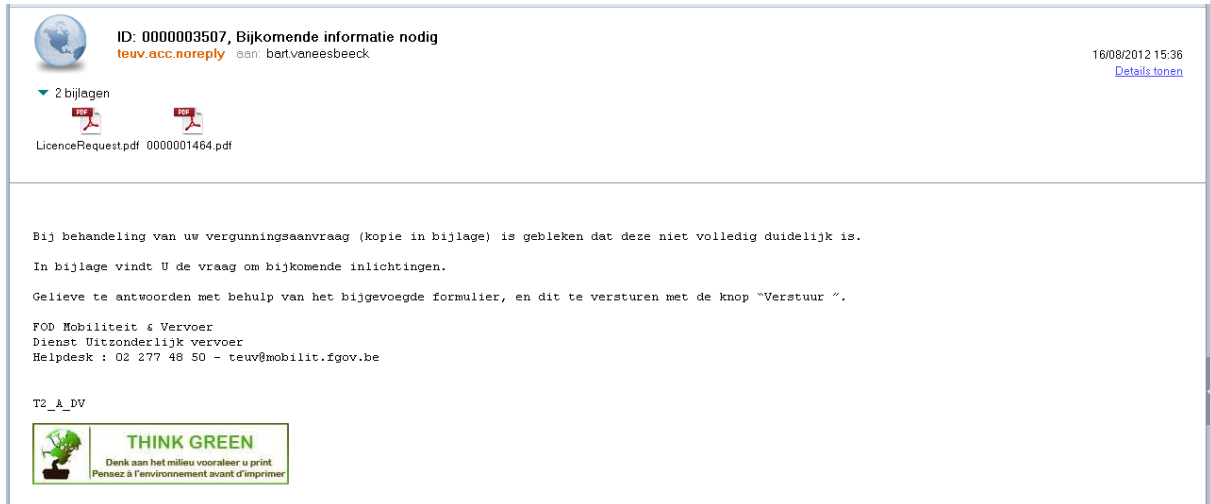 ID: 0000003507, Bijkomende informatie nodig
teuv.acc.noreply aan: bart.vaneesbeeck
16/08/2012 15:36
Details tonen
2 bijlagen
PDF PDF
LicenceRequest.pdf 0000001464.pdf
Bij behandeling van uw vergunningsaanvraag (kopie in bijlage) is gebleken dat deze niet volledig duidelijk is.
In bijlage vindt U de vraag om bijkomende inlichtingen.
Gelieve te antwoorden met behulp van het bijgevoegde formulier, en dit te versturen met de knop “Verstuur ”.
FOD Mobiliteit & Vervoer
Dienst Uitzonderlijk vervoer
Helpdesk : 02 277 48 50 - teuv@mobilit.fgov.be
T2_A_DV
THINK GREEN
Denk aan het milieu vooraleer u print
Pensez à l'environnement avant d'imprimer